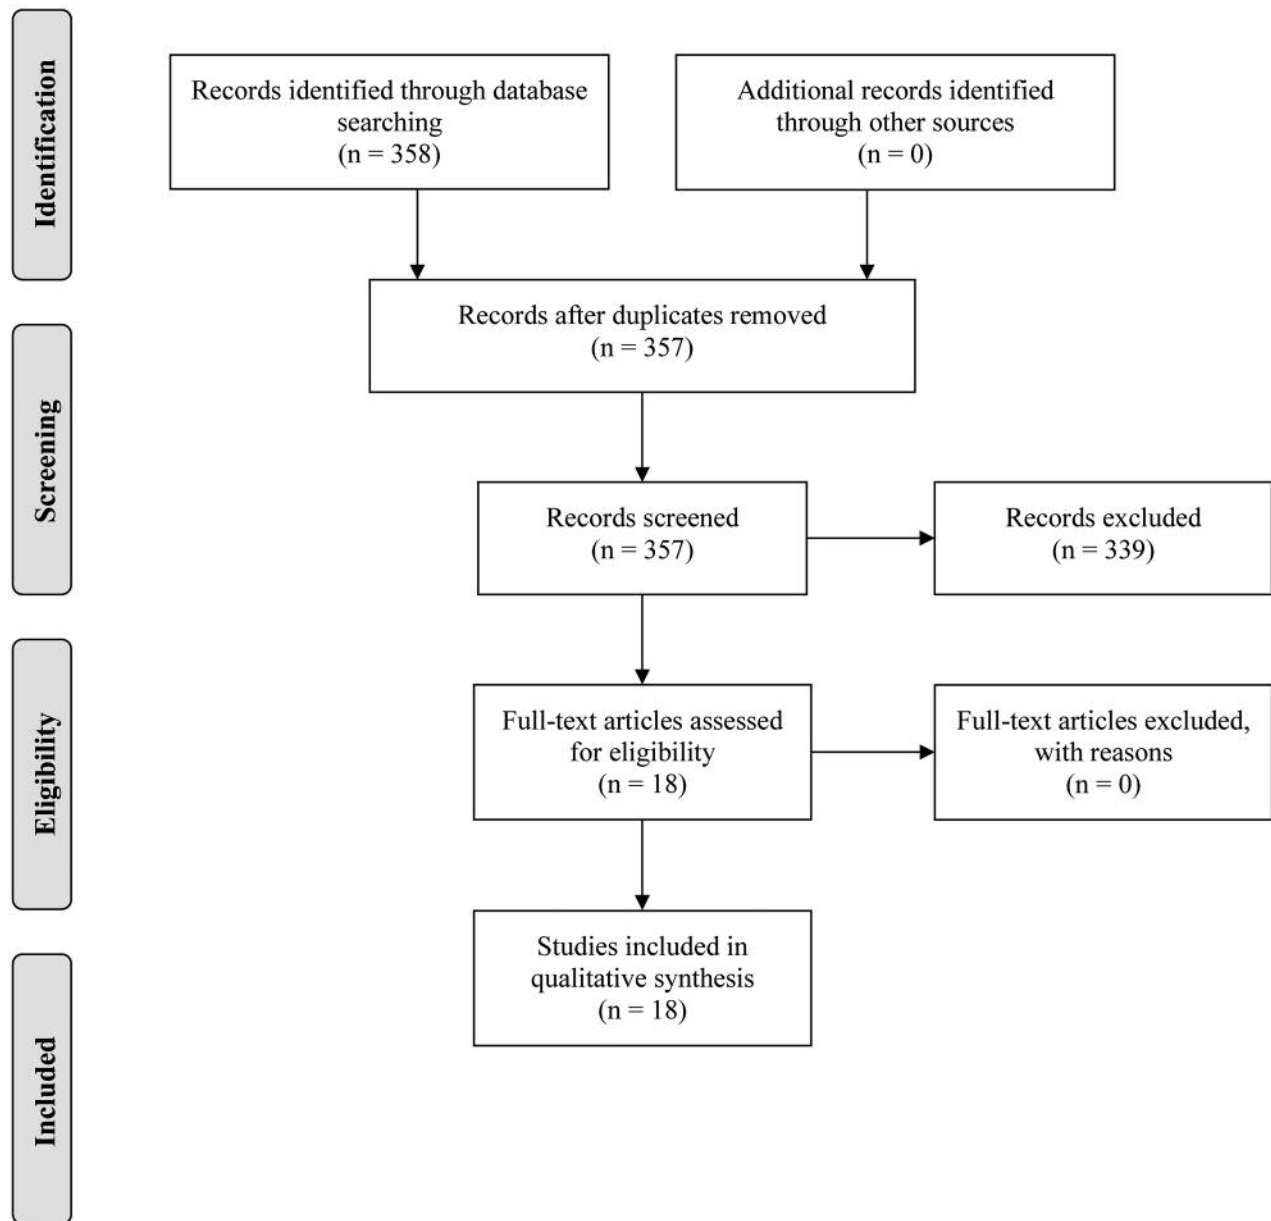 Identification
Records identified through database
searching
(n = 358)
Additional records identified
through other sources
(n = 0)
Records after duplicates removed
(n = 357)
Screening
Records screened
(n = 357)
Records excluded
(n = 339)
Eligibility
Full-text articles assessed
for eligibility
(n = 18)
Full-text articles excluded,
with reasons
(n = 0)
Included
Studies included in
qualitative synthesis
(n = 18)